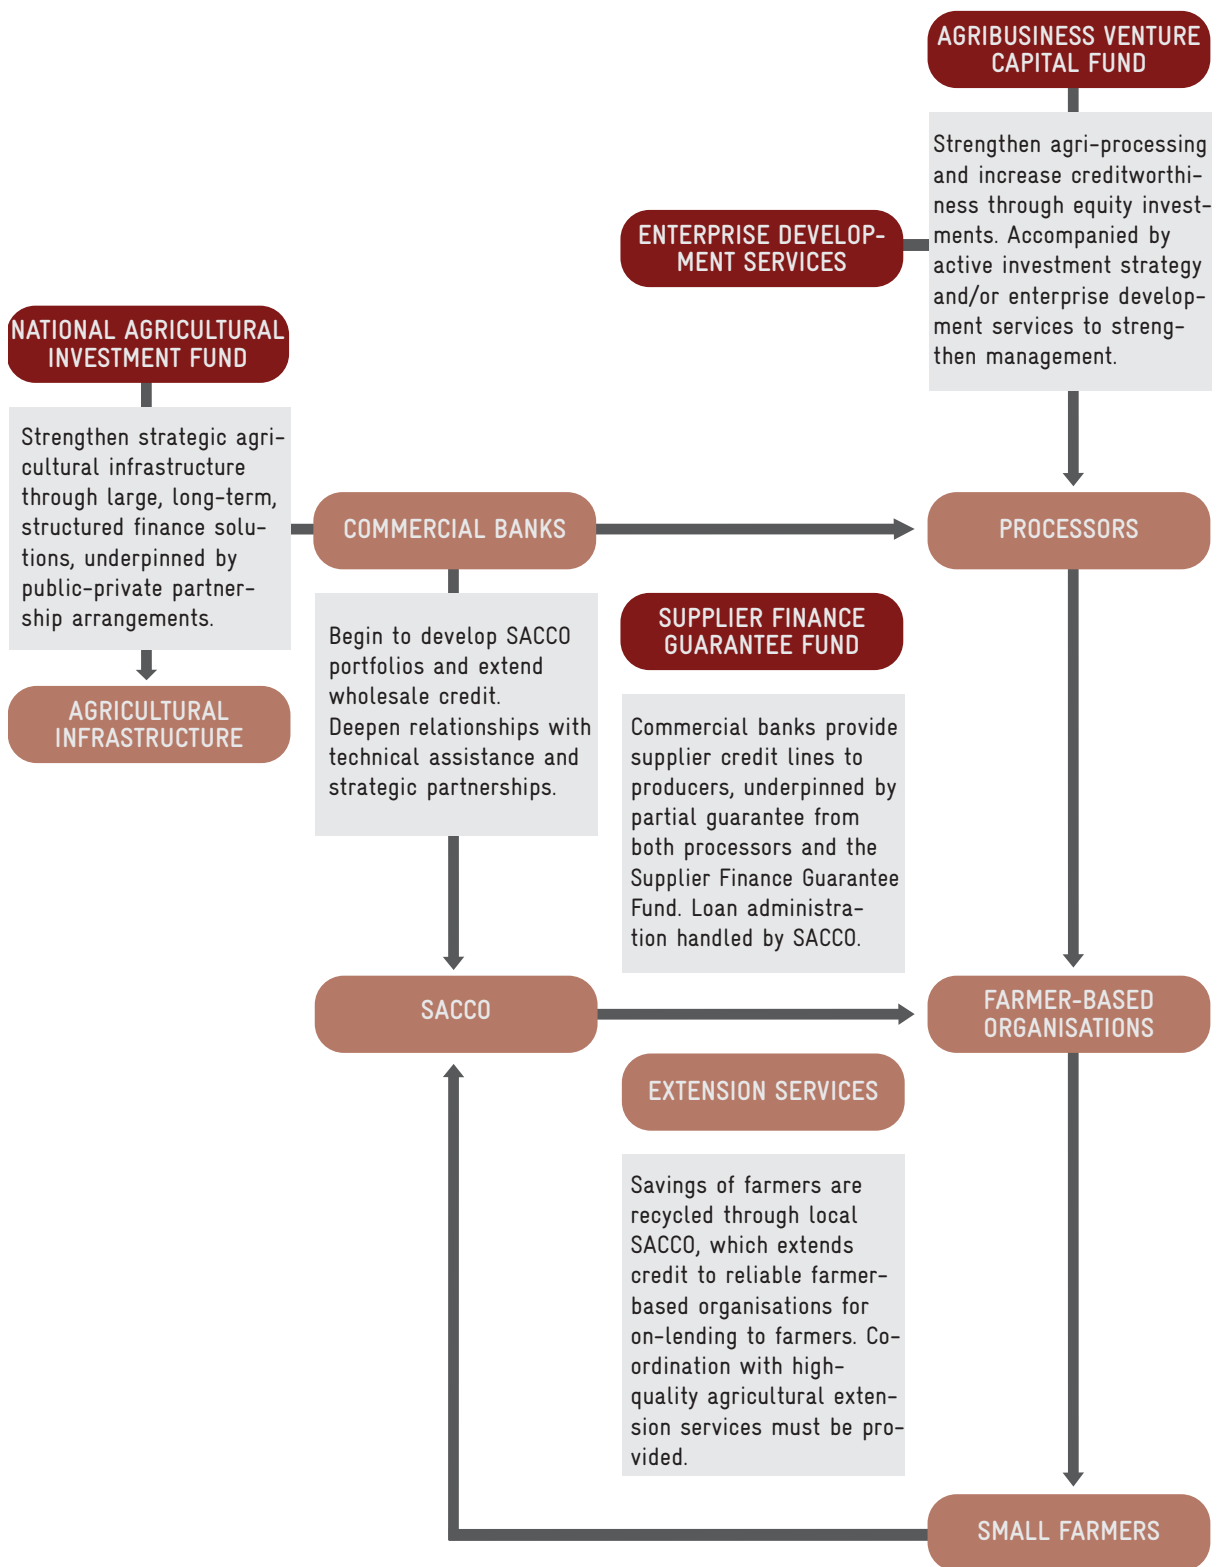 AGRIBUSINESS VENTURE
CAPITAL FUND
Strengthen agri-processing
and increase creditworthi-
ness through equity invest-
ments. Accompanied by
active investment strategy
and/or enterprise develop-
ment services to streng-
then management.
ENTERPRISE DEVELOP-
MENT SERVICES
NATIONAL AGRICULTURAL
INVESTMENT FUND
Strengthen strategic agri-
cultural infrastructure
through large, long-term,
structured finance solu-
tions, underpinned by
public-private partner-
ship arrangements.
AGRICULTURAL
INFRASTRUCTURE
COMMERCIAL BANKS
PROCESSORS
Begin to develop SACCO
portfolios and extend
wholesale credit.
Deepen relationships with
technical assistance and
strategic partnerships.
SUPPLIER FINANCE
GUARANTEE FUND
Commercial banks provide
supplier credit lines to
producers, underpinned by
partial guarantee from
both processors and the
Supplier Finance Guarantee
Fund. Loan administra-
tion handled by SACCO.
SACCO
FARMER-BASED
ORGANISATIONS
EXTENSION SERVICES
Savings of farmers are
recycled through local
SACCO, which extends
credit to reliable farmer-
based organisations for
on-lending to farmers. Co-
ordination with high-
quality agricultural exten-
sion services must be pro-
vided.
SMALL FARMERS